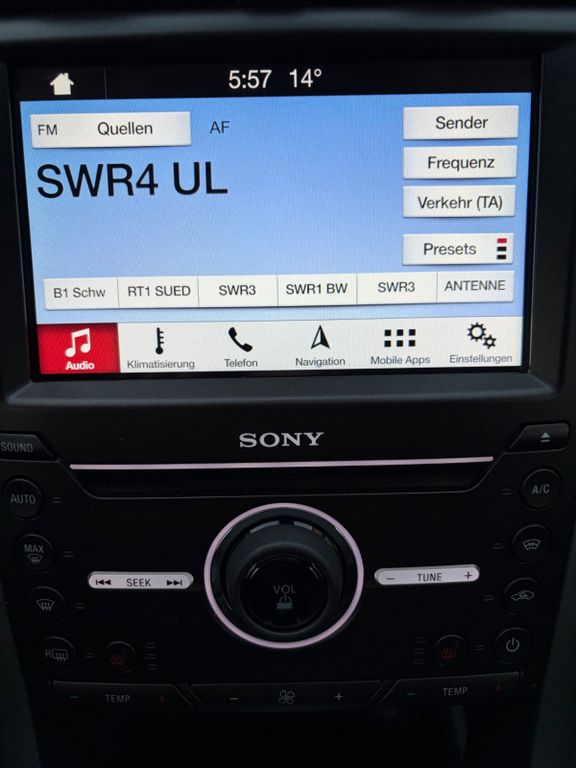 5:57 14°
FM Quellen AF Sender
Frequenz
SWR4 UL
Verkehr (TA)
Presets
B1 Schw RT1 SUED SWR3 SWR1 BW SWR3 ANTENNE
Audio Klimatisierung Telefon Navigation Mobile Apps Einstellungen
SONY
SOUND
AUTO A/C
MAX
SEEK VOL − TUNE +
R
− TEMP + − + − TEMP +